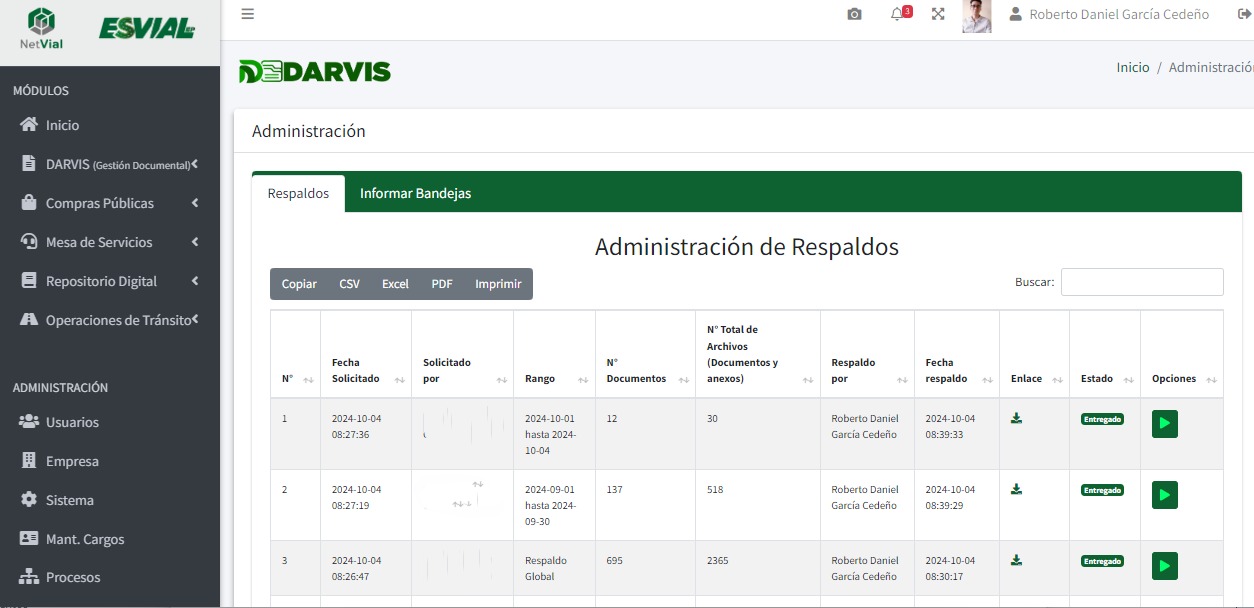 NetVial
ESVIAL EP
MÓDULOS
Inicio
DARVIS (Gestión Documental)
Compras Públicas
Mesa de Servicios
Repositorio Digital
Operaciones de Tránsito
ADMINISTRACIÓN
Usuarios
Empresa
Sistema
Mant. Cargos
Procesos
3
Roberto Daniel García Cedeño
DARVIS
Inicio / Administración
Administración
Respaldos
Informar Bandejas
Administración de Respaldos
Copiar CSV Excel PDF Imprimir
Buscar:
N° Fecha Solicitado Solicitado por Rango N° Documentos N° Total de Archivos (Documentos y anexos) Respaldo por Fecha respaldo Enlace Estado Opciones
1 2024-10-04 08:27:36 2024-10-01 hasta 2024-10-04 12 30 Roberto Daniel García Cedeño 2024-10-04 08:39:33 Entregado
2 2024-10-04 08:27:19 2024-09-01 hasta 2024-09-30 137 518 Roberto Daniel García Cedeño 2024-10-04 08:39:29 Entregado
3 2024-10-04 08:26:47 Respaldo Global 695 2365 Roberto Daniel García Cedeño 2024-10-04 08:30:17 Entregado